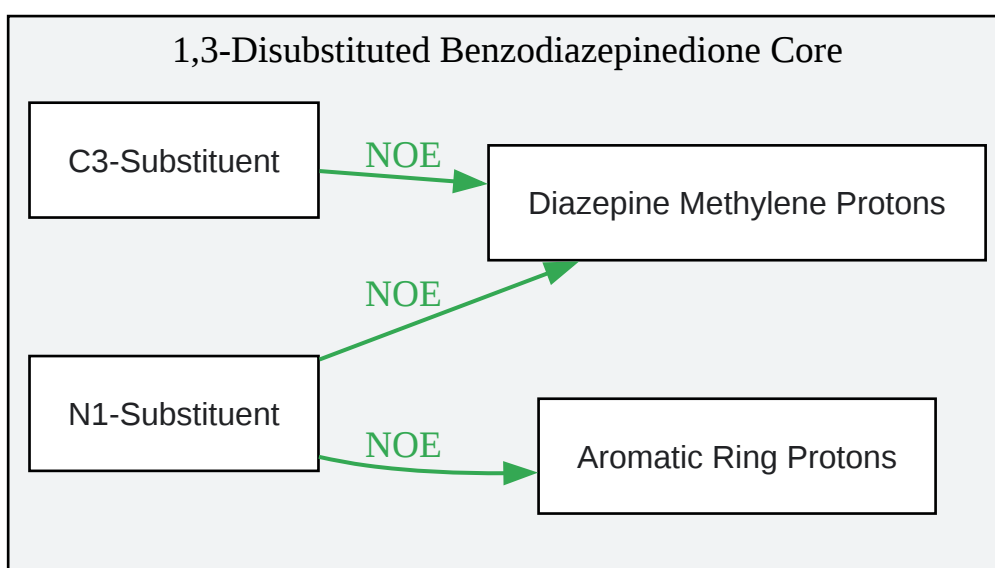 1,3-Disubstituted Benzodiazepinedione Core
C3-Substituent
NOE
Diazepine Methylene Protons
NOE
N1-Substituent
NOE
Aromatic Ring Protons